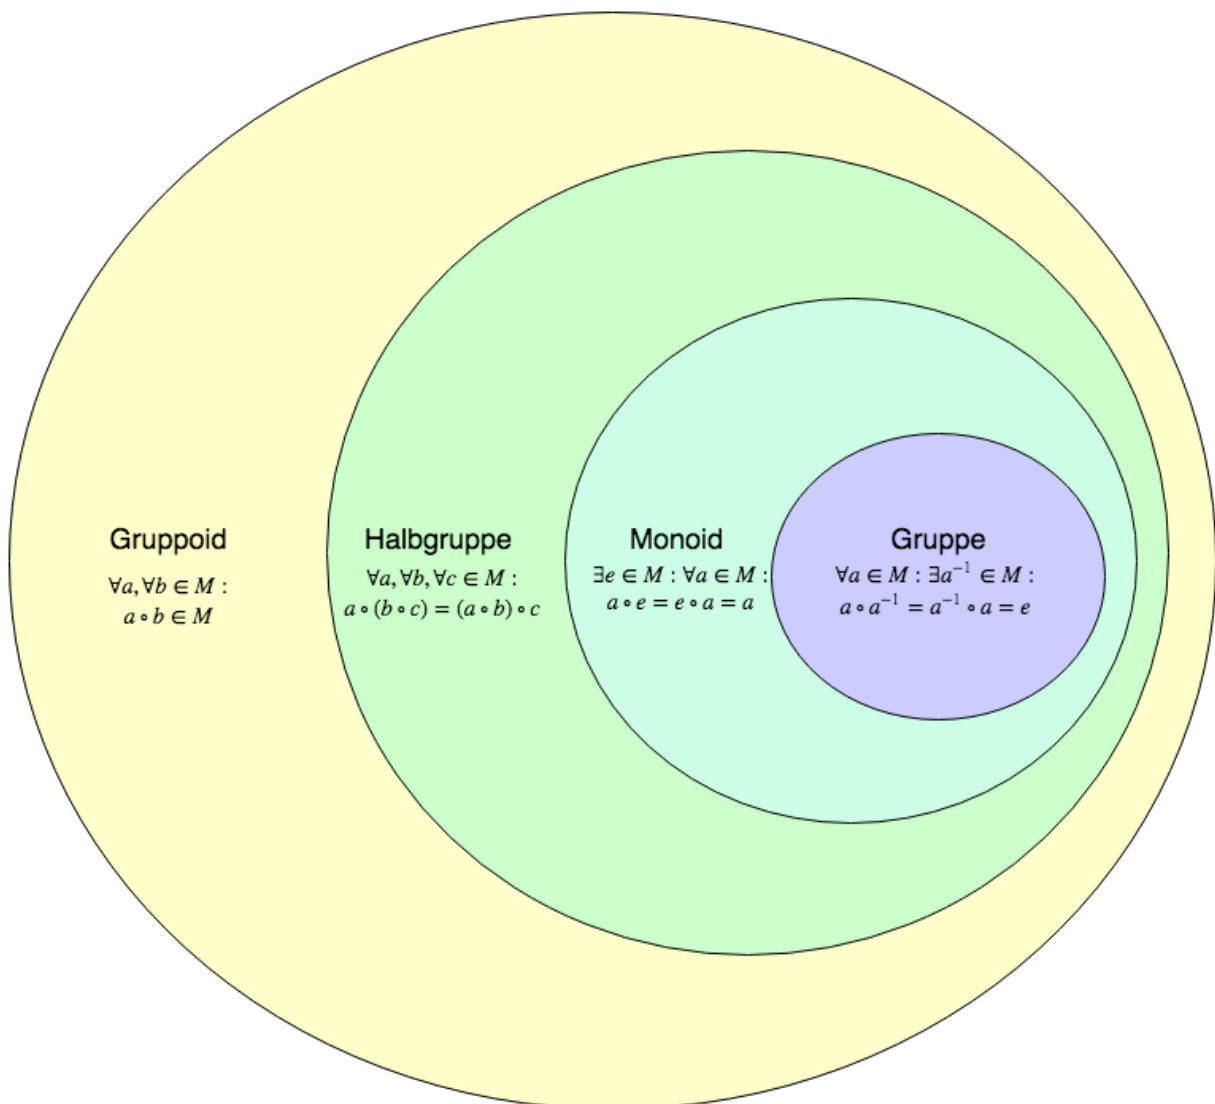 Gruppoid
∀a, ∀b ∈ M :
a ∘ b ∈ M
Halbgruppe
∀a, ∀b, ∀c ∈ M :
a ∘ (b ∘ c) = (a ∘ b) ∘ c
Monoid
∃e ∈ M : ∀a ∈ M :
a ∘ e = e ∘ a = a
Gruppe
∀a ∈ M : ∃a⁻¹ ∈ M :
a ∘ a⁻¹ = a⁻¹ ∘ a = e